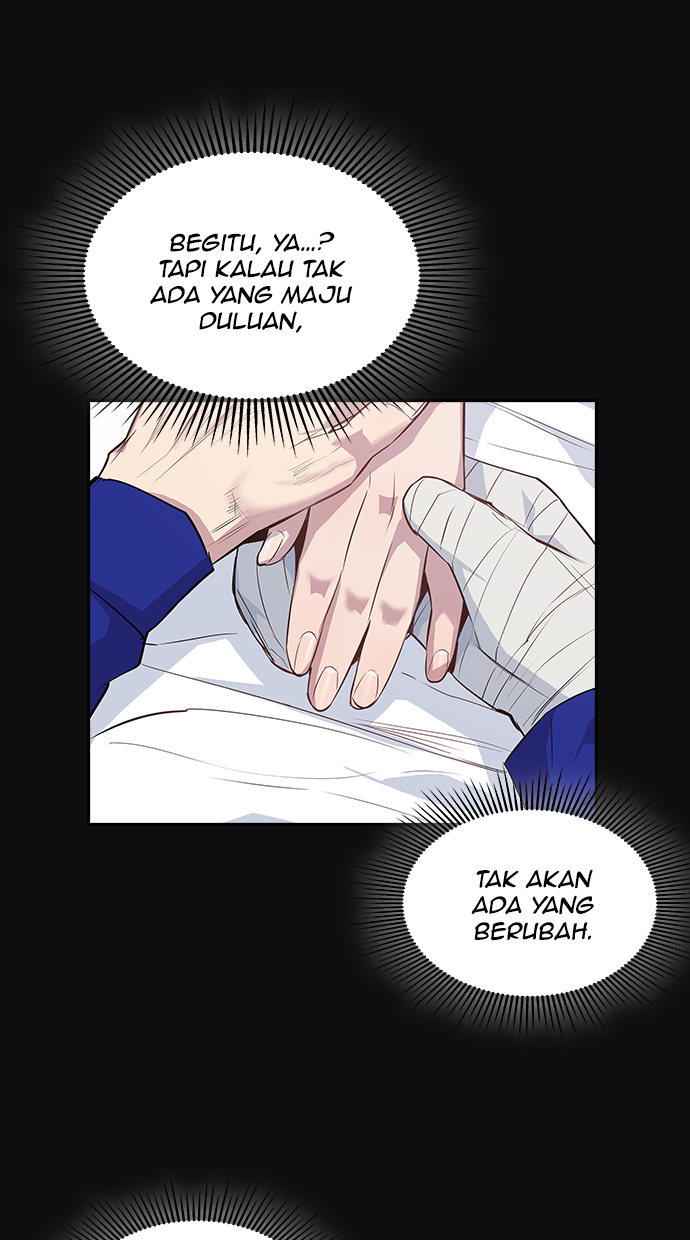 BEGITU, YA...?
TAPI KALAU TAK
ADA YANG MAJU
DULUAN,
TAK AKAN
ADA YANG
BERUBAH.